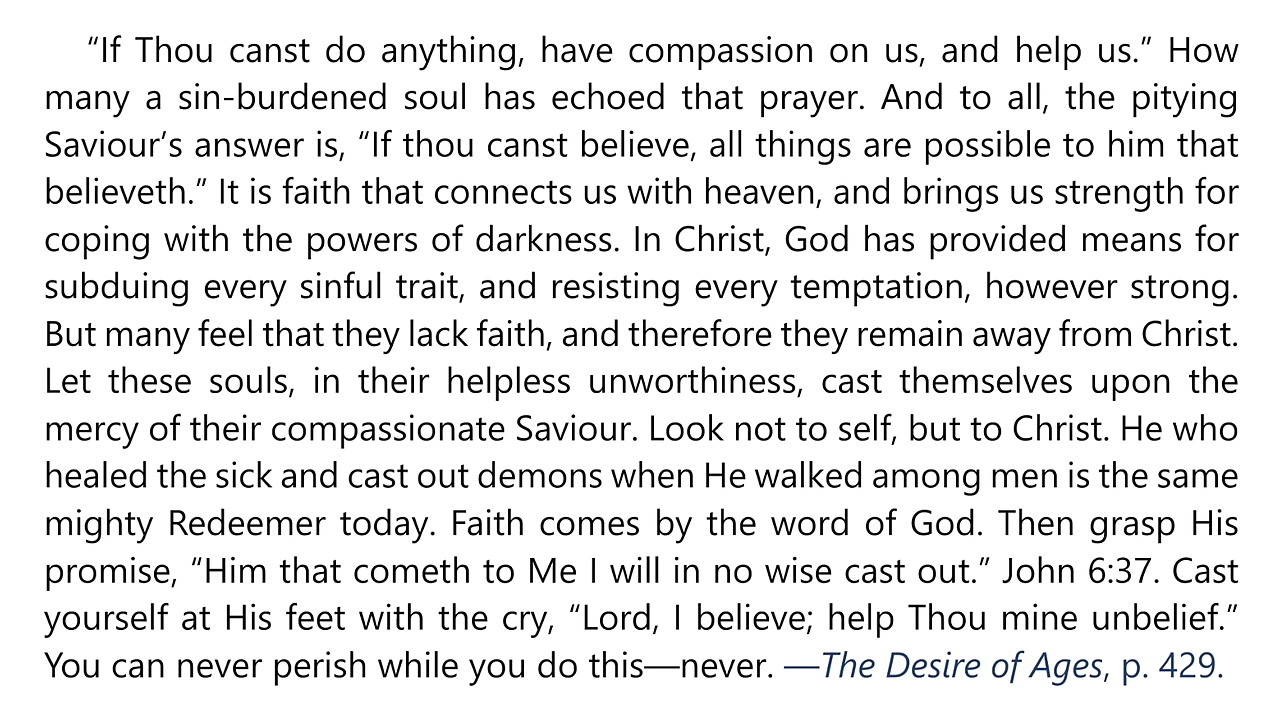 “If Thou canst do anything, have compassion on us, and help us.” How
many a sin-burdened soul has echoed that prayer. And to all, the pitying
Saviour’s answer is, “If thou canst believe, all things are possible to him that
believeth.” It is faith that connects us with heaven, and brings us strength for
coping with the powers of darkness. In Christ, God has provided means for
subduing every sinful trait, and resisting every temptation, however strong.
But many feel that they lack faith, and therefore they remain away from Christ.
Let these souls, in their helpless unworthiness, cast themselves upon the
mercy of their compassionate Saviour. Look not to self, but to Christ. He who
healed the sick and cast out demons when He walked among men is the same
mighty Redeemer today. Faith comes by the word of God. Then grasp His
promise, “Him that cometh to Me I will in no wise cast out.” John 6:37. Cast
yourself at His feet with the cry, “Lord, I believe; help Thou mine unbelief.”
You can never perish while you do this—never. —The Desire of Ages, p. 429.